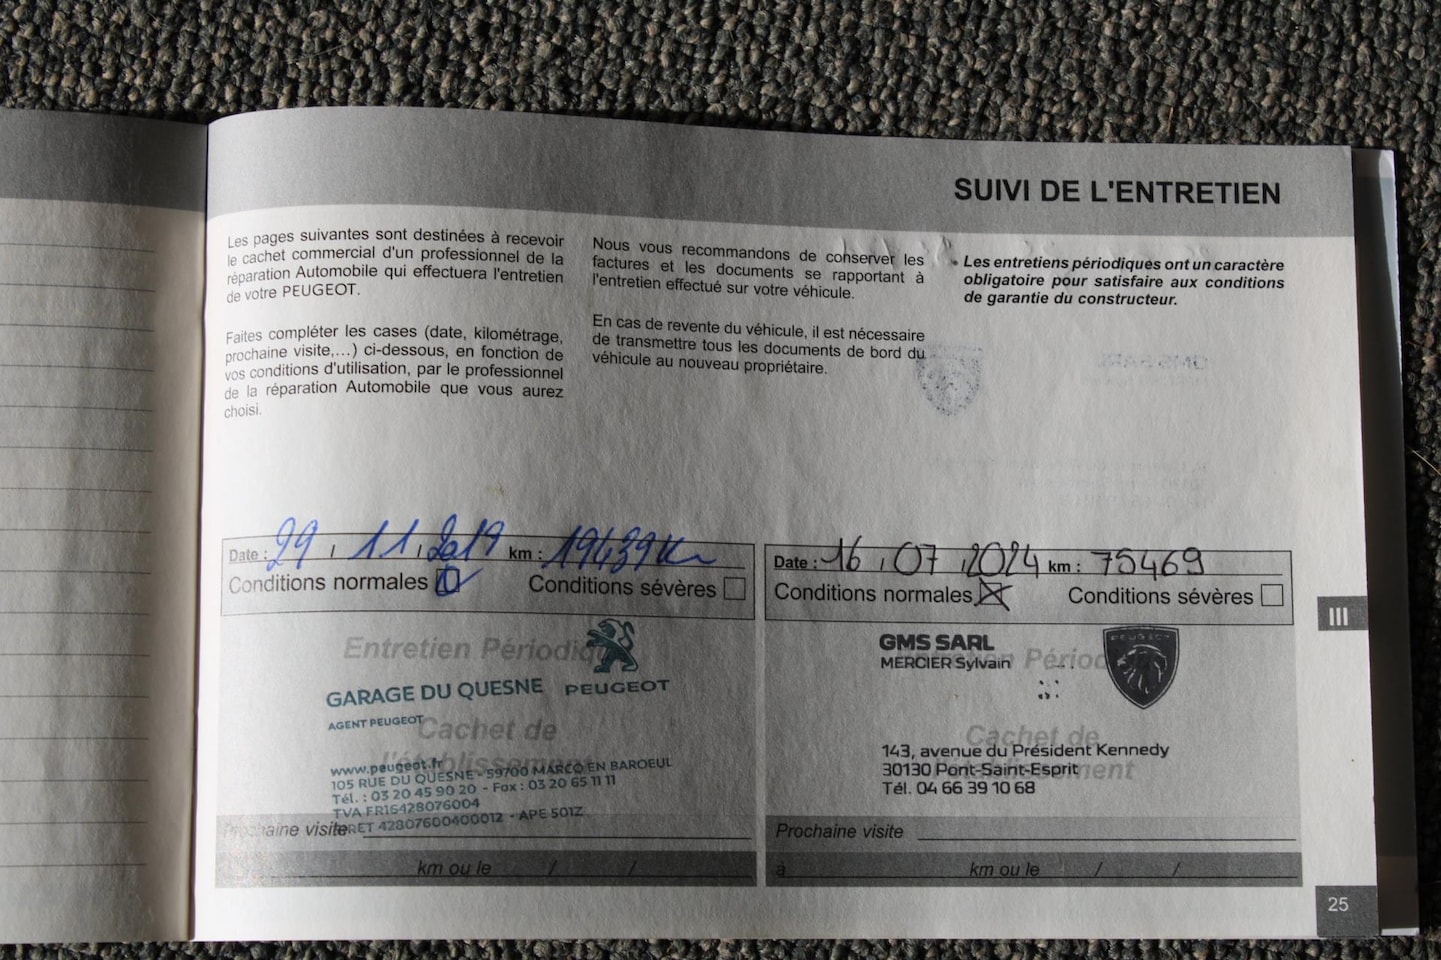 SUIVI DE L'ENTRETIEN
Les pages suivantes sont destinées à recevoir
le cachet commercial d'un professionnel de la
réparation Automobile qui effectuera l'entretien
de votre PEUGEOT.
Faites compléter les cases (date, kilométrage,
prochaine visite,...) ci-dessous, en fonction de
vos conditions d'utilisation, par le professionnel
de la réparation Automobile que vous aurez
choisi.
Nous vous recommandons de conserver les
factures et les documents se rapportant à
l'entretien effectué sur votre véhicule.
En cas de revente du véhicule, il est nécessaire
de transmettre tous les documents de bord du
véhicule au nouveau propriétaire.
Les entretiens périodiques ont un caractère
obligatoire pour satisfaire aux conditions
de garantie du constructeur.
Date : 29 / 11 / 2019 km : 19439 Km
Conditions normales Conditions sévères
Entretien Périodique
PEUGEOT
GARAGE DU QUESNE
AGENT PEUGEOT
Cachet de
l'établissement
www.peugeot.fr
105 RUE DU QUESNE - 59700 MARCQ EN BAROEUL
Tél. : 03 20 45 90 20 - Fax : 03 20 65 11 11
TVA FR16428076004
SIRET 42807600400012 - APE 501Z
Prochaine visite
km ou le / /
Date : 16 / 07 / 2024 km : 75469
Conditions normales Conditions sévères
Entretien Périodique
PEUGEOT
GMS SARL
MERCIER Sylvain
Cachet de
l'établissement
143, avenue du Président Kennedy
30130 Pont-Saint-Esprit
Tél. 04 66 39 10 68
Prochaine visite
à km ou le / /
III
25